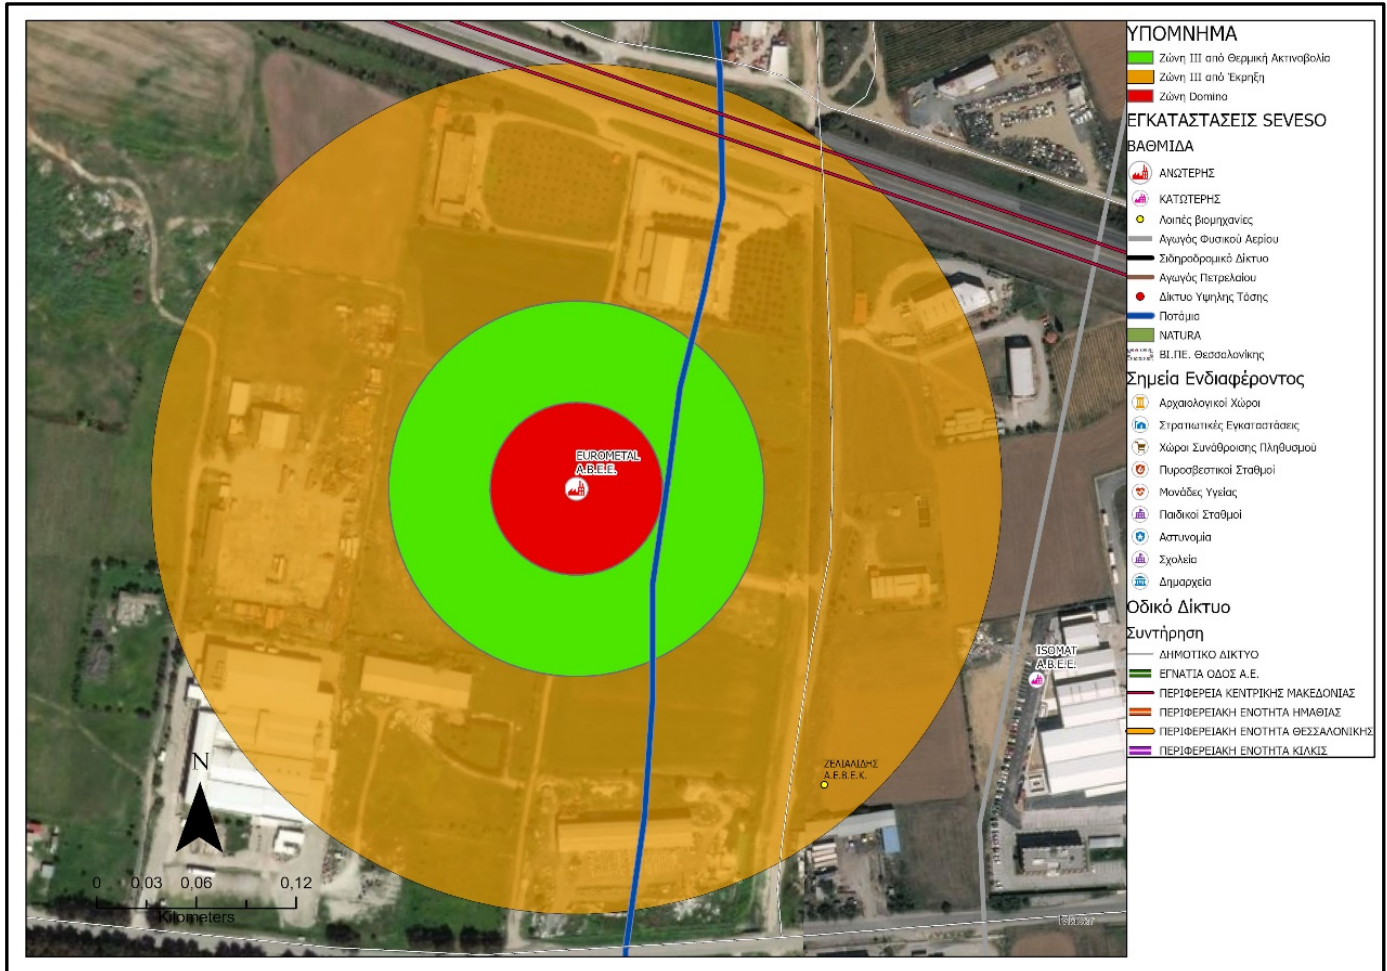 ΥΠΟΜΝΗΜΑ
Ζώνη III από Θερμική Ακτινοβολία
Ζώνη III από Έκρηξη
Ζώνη Domino
ΕΓΚΑΤΑΣΤΑΣΕΙΣ SEVESO
ΒΑΘΜΙΔΑ
ΑΝΩΤΕΡΗΣ
ΚΑΤΩΤΕΡΗΣ
Λοιπές βιομηχανίες
Αγωγός Φυσικού Αερίου
Σιδηροδρομικό Δίκτυο
Αγωγός Πετρελαίου
Δίκτυο Υψηλης Τάσης
Ποτάμια
NATURA
ΒΙ.ΠΕ. Θεσσαλονίκης
Σημεία Ενδιαφέροντος
Αρχαιολογικοί Χώροι
Στρατιωτικές Εγκαταστάσεις
Χώροι Συνάθροισης Πληθυσμού
Πυροσβεστικοί Σταθμοί
Μονάδες Υγείας
Παιδικοί Σταθμοί
Αστυνομία
Σχολεία
Δημαρχεία
Οδικό Δίκτυο
Συντήρηση
ΔΗΜΟΤΙΚΟ ΔΙΚΤΥΟ
ΕΓΝΑΤΙΑ ΟΔΟΣ Α.Ε.
ΠΕΡΙΦΕΡΕΙΑ ΚΕΝΤΡΙΚΗΣ ΜΑΚΕΔΟΝΙΑΣ
ΠΕΡΙΦΕΡΕΙΑΚΗ ΕΝΟΤΗΤΑ ΗΜΑΘΙΑΣ
ΠΕΡΙΦΕΡΕΙΑΚΗ ΕΝΟΤΗΤΑ ΘΕΣΣΑΛΟΝΙΚΗΣ
ΠΕΡΙΦΕΡΕΙΑΚΗ ΕΝΟΤΗΤΑ ΚΙΛΚΙΣ
EUROMETAL
Α.Β.Ε.Ε.
ISOMAT
Α.Β.Ε.Ε.
ΖΕΛΙΑΛΙΔΗΣ
Α.Ε.Β.Ε.Κ.
N
0 0,03 0,06 0,12
Kilometers